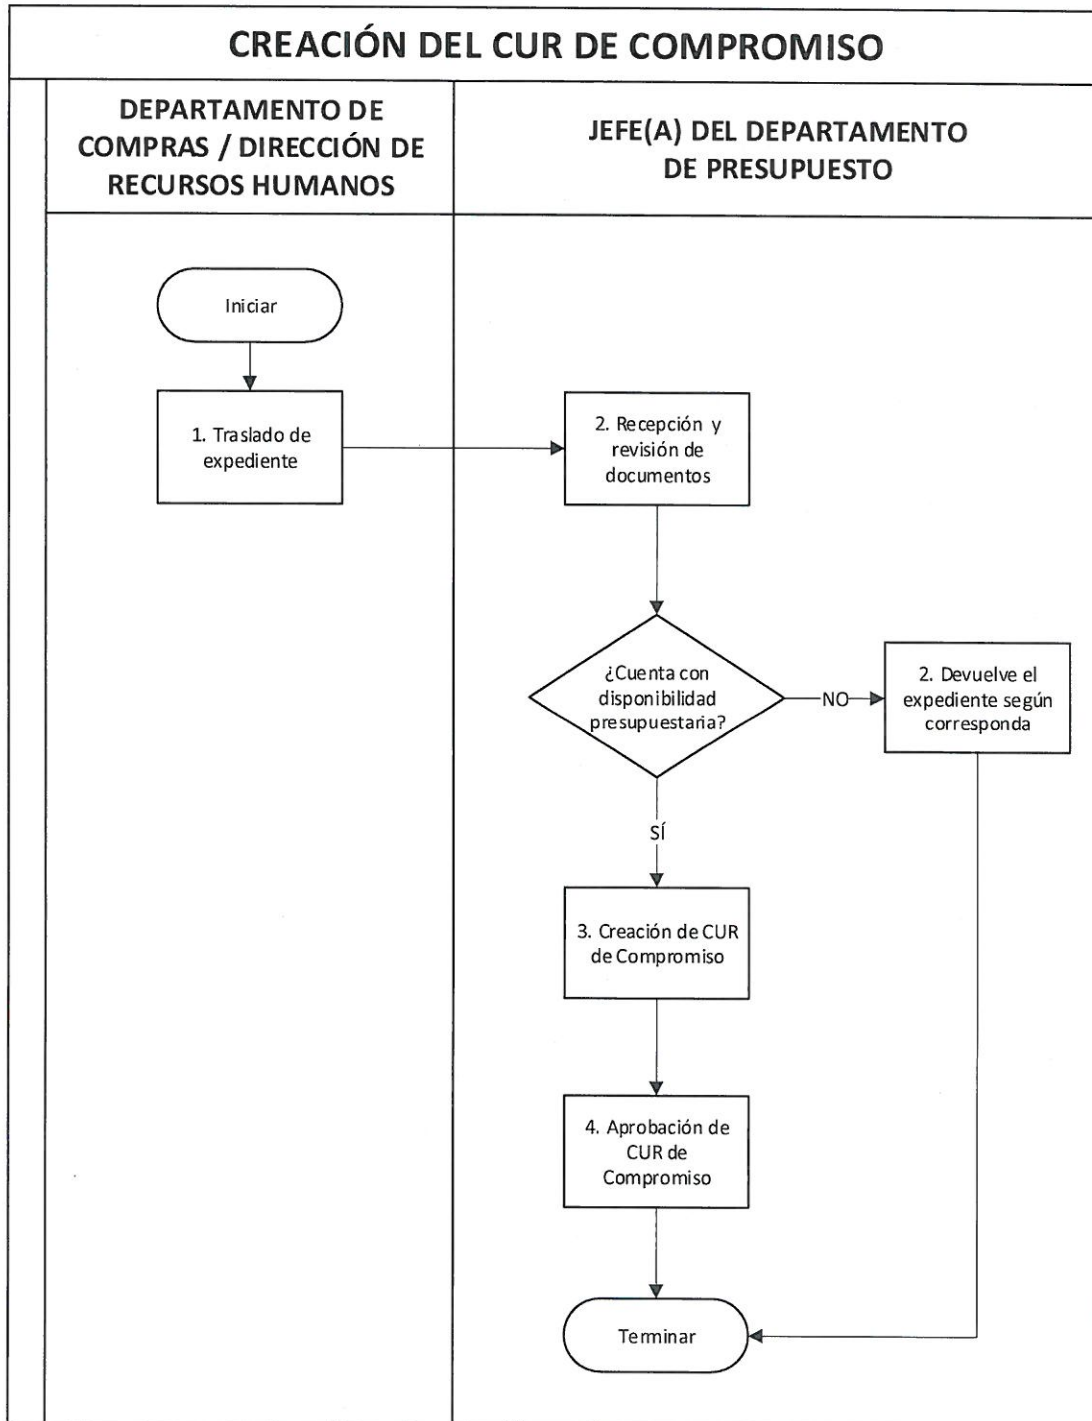 CREACIÓN DEL CUR DE COMPROMISO
DEPARTAMENTO DE
COMPRAS / DIRECCIÓN DE
RECURSOS HUMANOS
JEFE(A) DEL DEPARTAMENTO
DE PRESUPUESTO
Iniciar
1. Traslado de
expediente
2. Recepción y
revisión de
documentos
¿Cuenta con
disponibilidad
presupuestaria?
NO
2. Devuelve el
expediente según
corresponda
SÍ
3. Creación de CUR
de Compromiso
4. Aprobación de
CUR de
Compromiso
Terminar